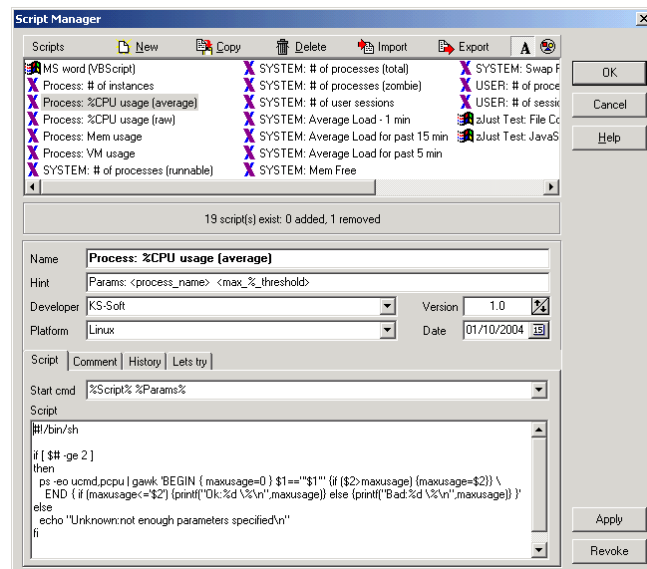 Script Manager
Scripts New Copy Delete Import Export A
MS word (VBScript) SYSTEM: # of processes (total) SYSTEM: Swap F
Process: # of instances SYSTEM: # of processes (zombie) USER: # of proce
Process: %CPU usage (average) SYSTEM: # of user sessions USER: # of sessic
Process: %CPU usage (raw) SYSTEM: Average Load - 1 min zJust Test: File Co
Process: Mem usage SYSTEM: Average Load for past 15 min zJust Test: JavaS
Process: VM usage SYSTEM: Average Load for past 5 min
SYSTEM: # of processes (runnable) SYSTEM: Mem Free
OK
Cancel
Help
19 script(s) exist: 0 added, 1 removed
Name Process: %CPU usage (average)
Hint Params: <process_name> <max_%_threshold>
Developer KS-Soft Version 1.0
Platform Linux Date 01/10/2004 15
Script Comment History Lets try
Start cmd %Script% %Params%
Script
#!/bin/sh
if [ $# -ge 2 ]
then
ps -eo ucmd,pcpu | gawk 'BEGIN { maxusage=0 } $1=="'$1'" {if ($2>maxusage) {maxusage=$2}} \
END { if (maxusage<='$2') {printf("Ok:%d \%\n",maxusage)} else {printf("Bad:%d \%\n",maxusage)} }'
else
echo "Unknown:not enough parameters specified\n"
fi
Apply
Revoke